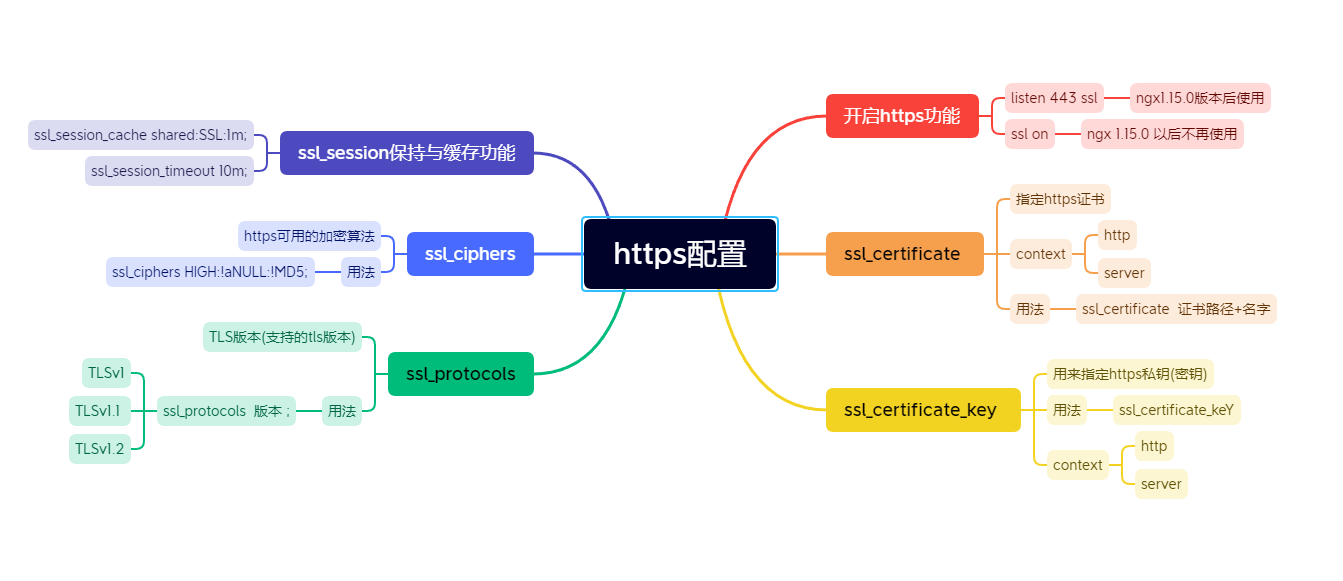 https配置
开启https功能
listen 443 ssl
ngx1.15.0版本后使用
ssl on
ngx 1.15.0 以后不再使用
ssl_certificate
指定https证书
context
http
server
用法
ssl_certificate 证书路径+名字
ssl_certificate_key
用来指定https私钥(密钥)
用法
ssl_certificate_keY
context
http
server
ssl_session保持与缓存功能
ssl_session_cache shared:SSL:1m;
ssl_session_timeout 10m;
ssl_ciphers
https可用的加密算法
用法
ssl_ciphers HIGH:!aNULL:!MD5;
ssl_protocols
TLS版本(支持的tls版本)
用法
ssl_protocols 版本 ;
TLSv1
TLSv1.1
TLSv1.2